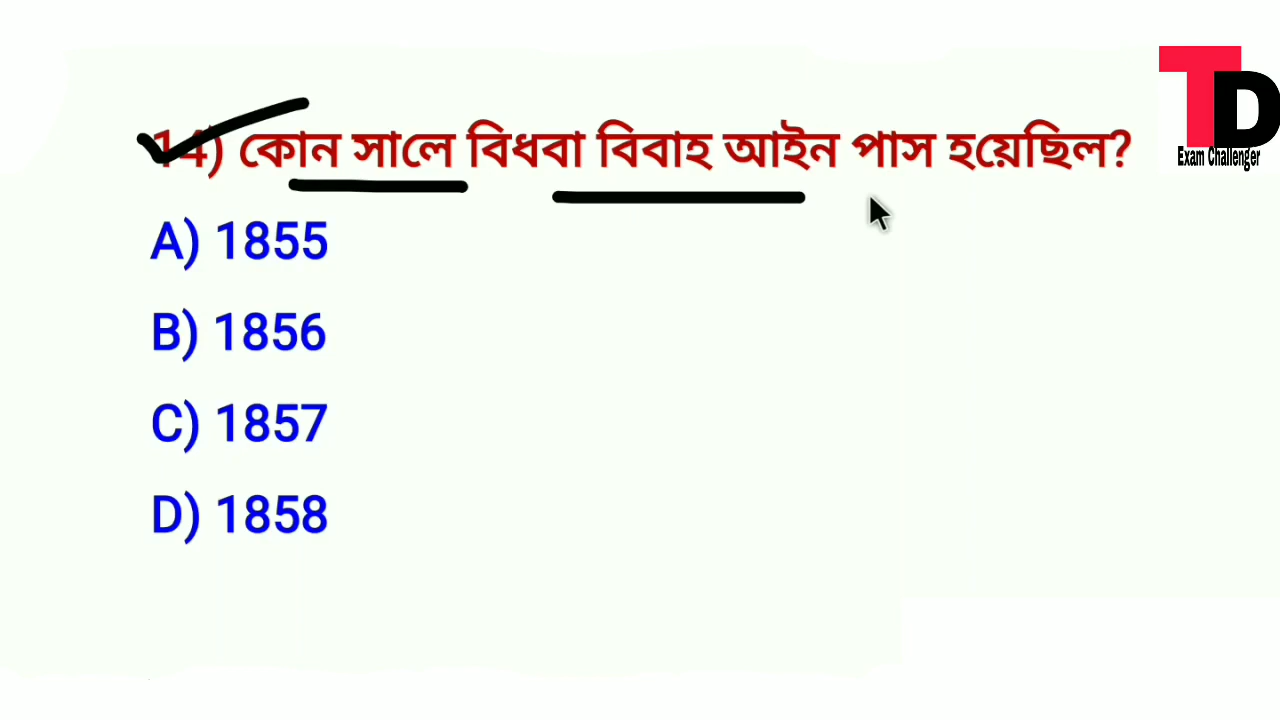 14) কোন সালে বিধবা বিবাহ আইন পাস হয়েছিল?
A) 1855
B) 1856
C) 1857
D) 1858
TD
Exam Challenger